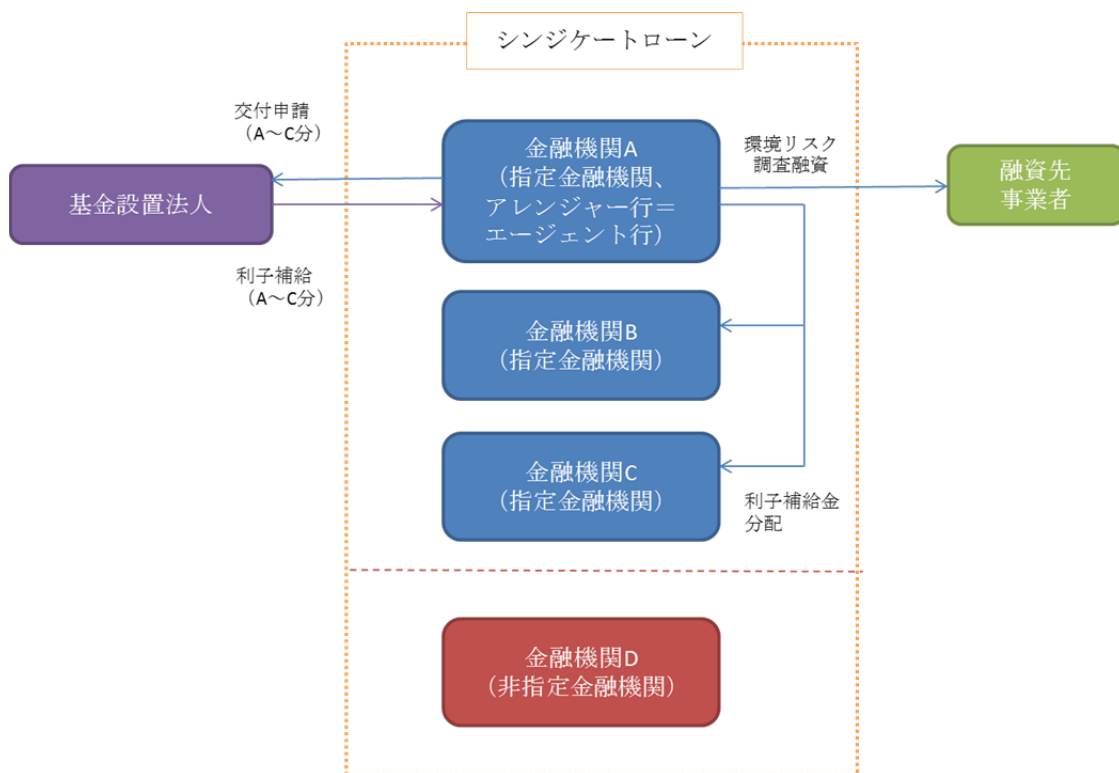 シンジケートローン
交付申請
（A～C分）
基金設置法人
利子補給
（A～C分）
金融機関A
（指定金融機関、
アレンジャー行＝
エージェント行）
環境リスク
調査融資
融資先
事業者
金融機関B
（指定金融機関）
金融機関C
（指定金融機関）
利子補給金
分配
金融機関D
（非指定金融機関）